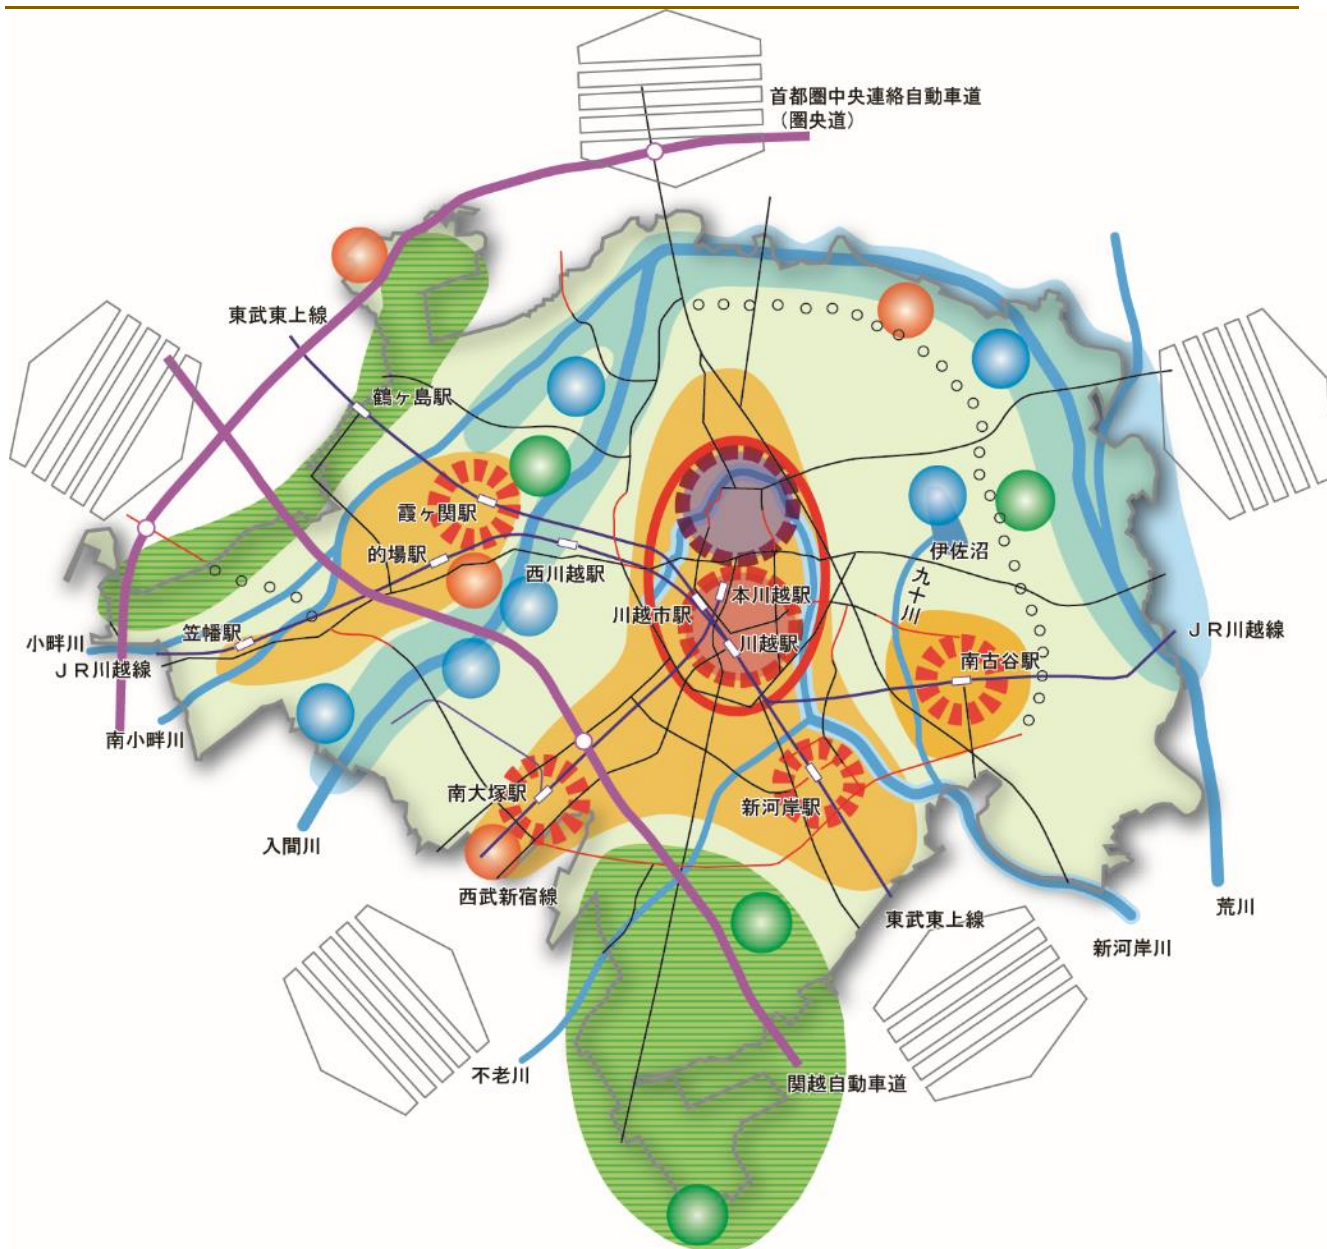 首都圏中央連絡自動車道
（圏央道）
東武東上線
鶴ヶ島駅
霞ヶ関駅
的場駅
西川越駅
伊佐沼
九十川
本川越駅
川越市駅
川越駅
小畔川
笠幡駅
ＪＲ川越線
ＪＲ川越線
南古谷駅
南小畔川
南大塚駅
新河岸駅
入間川
西武新宿線
東武東上線
荒川
新河岸川
不老川
関越自動車道